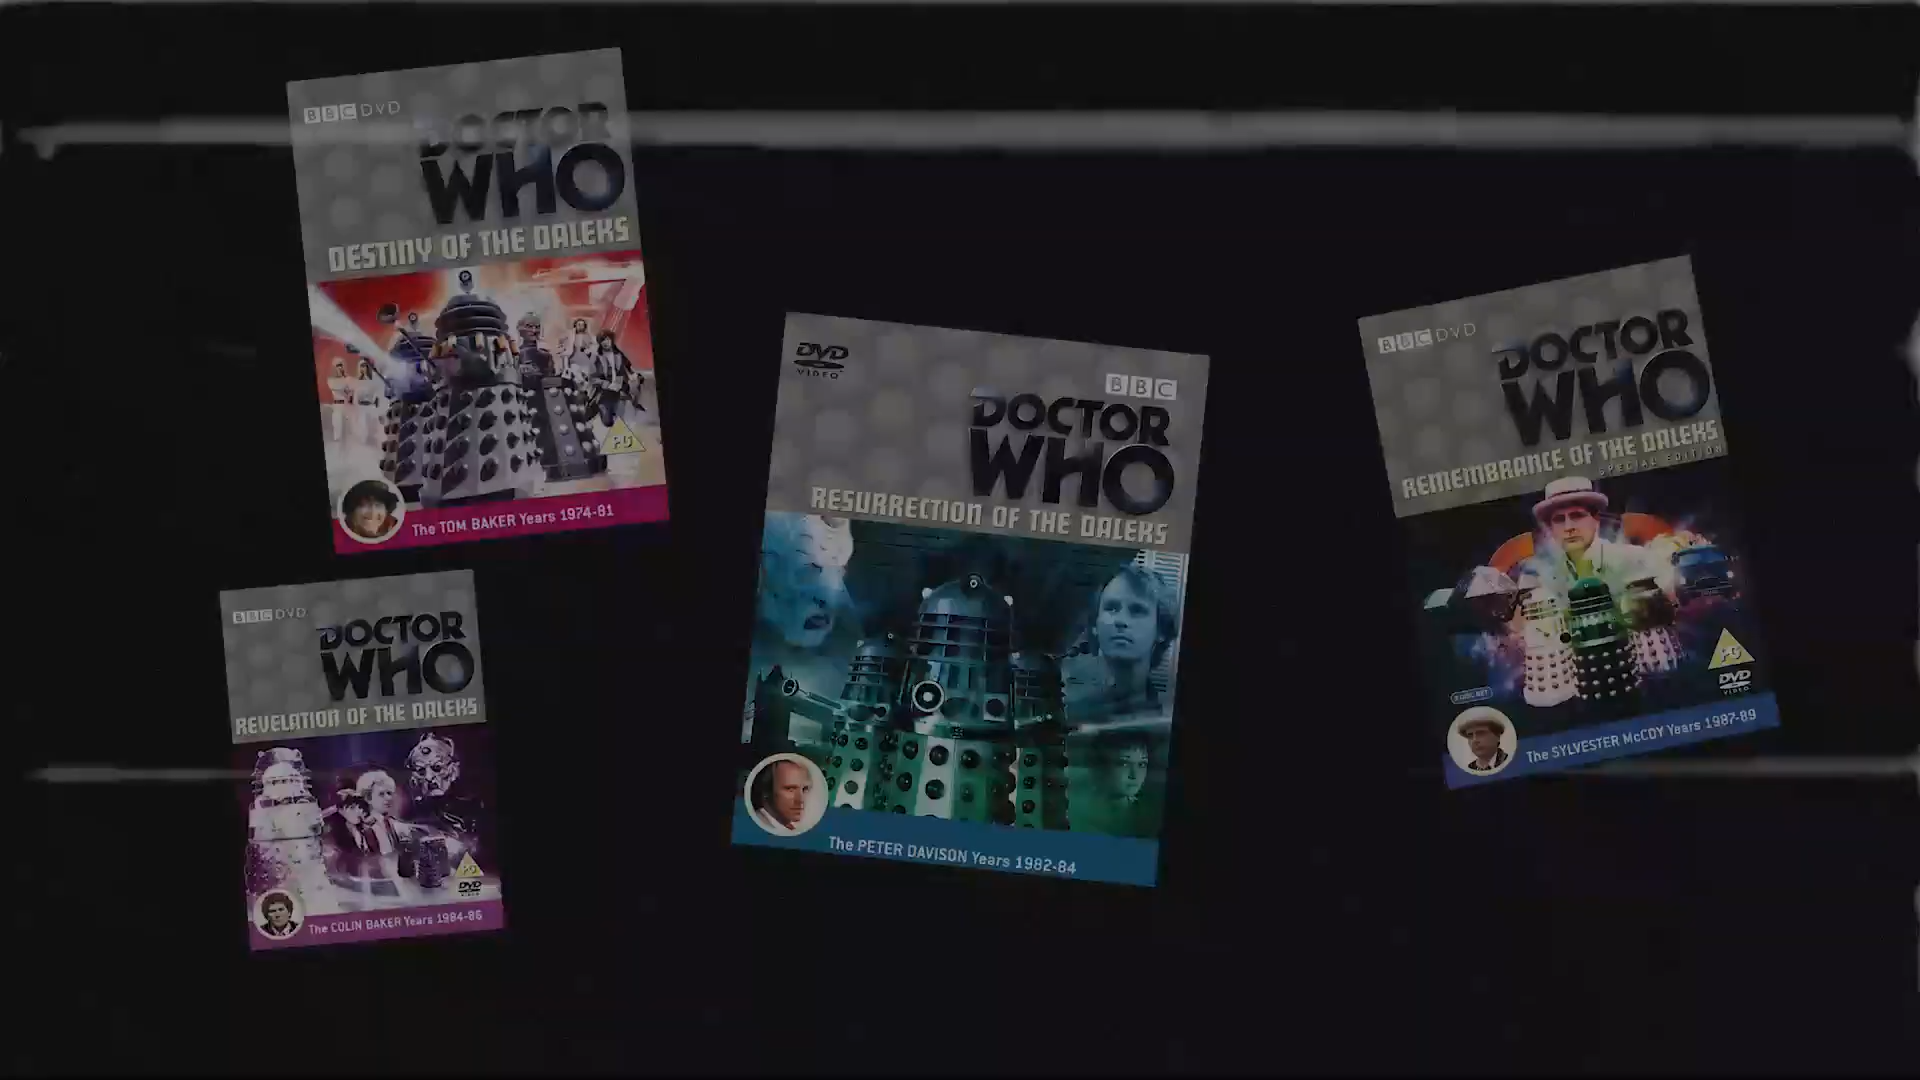 BBC DVD
DOCTOR
WHO
DESTINY OF THE DALEKS
PG
The TOM BAKER Years 1974-81
BBC DVD
DOCTOR
WHO
REVELATION OF THE DALEKS
PG
DVD
VIDEO
The COLIN BAKER Years 1984-86
DVD
VIDEO
BBC
DOCTOR
WHO
RESURRECTION OF THE DALEKS
The PETER DAVISON Years 1982-84
BBC DVD
DOCTOR
WHO
REMEMBRANCE OF THE DALEKS
SPECIAL EDITION
PG
DVD
VIDEO
The SYLVESTER McCOY Years 1987-89